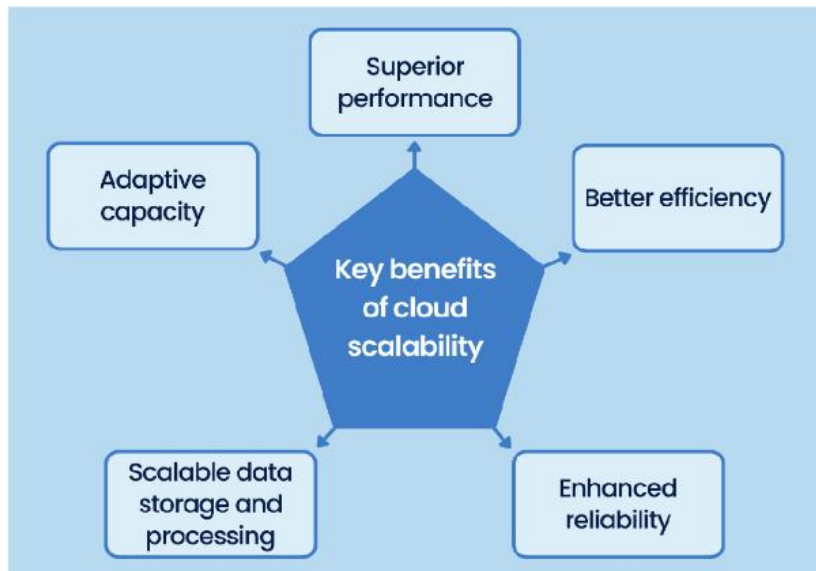 Superior
performance
Adaptive
capacity
Better efficiency
Key benefits
of cloud
scalability
Scalable data
storage and
processing
Enhanced
reliability